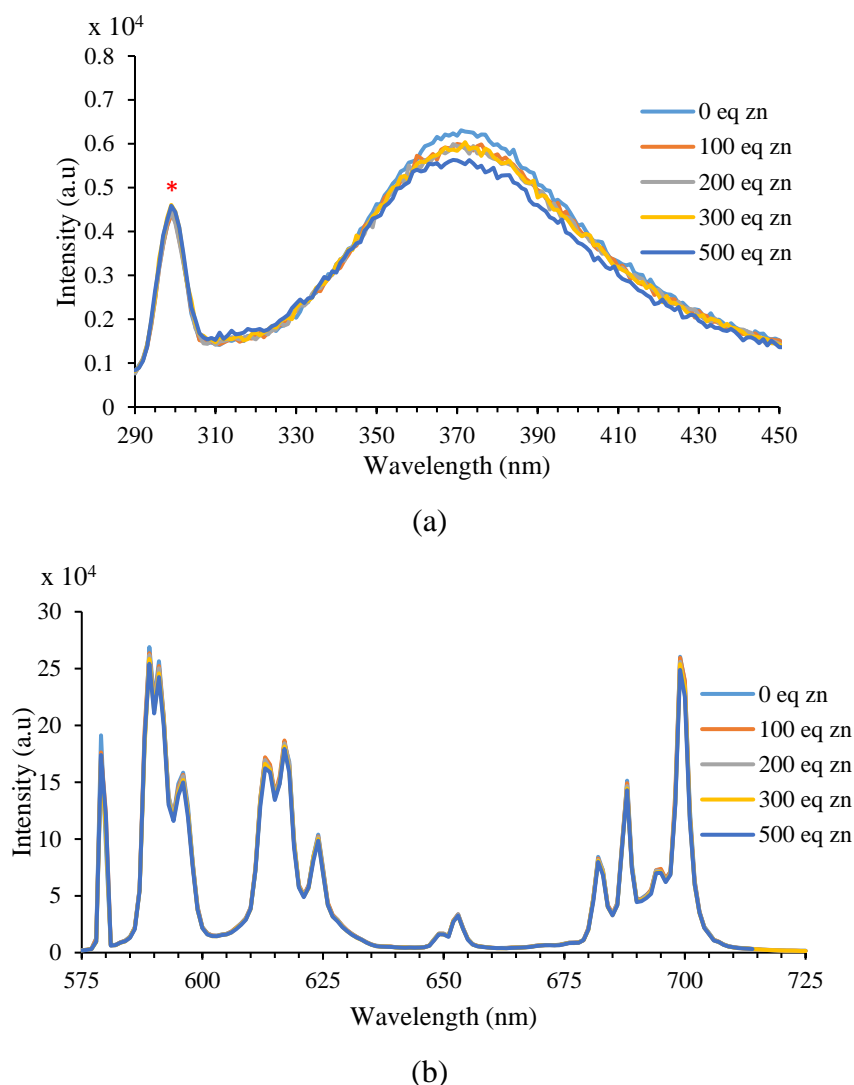 x 10⁴
0.8
0.7
0.6
0.5
0.4
0.3
0.2
0.1
0
Intensity (a.u)
*
0 eq zn
100 eq zn
200 eq zn
300 eq zn
500 eq zn
290 310 330 350 370 390 410 430 450
Wavelength (nm)
(a)
x 10⁴
30
25
20
15
10
5
0
Intensity (a.u)
0 eq zn
100 eq zn
200 eq zn
300 eq zn
500 eq zn
575 600 625 650 675 700 725
Wavelength (nm)
(b)